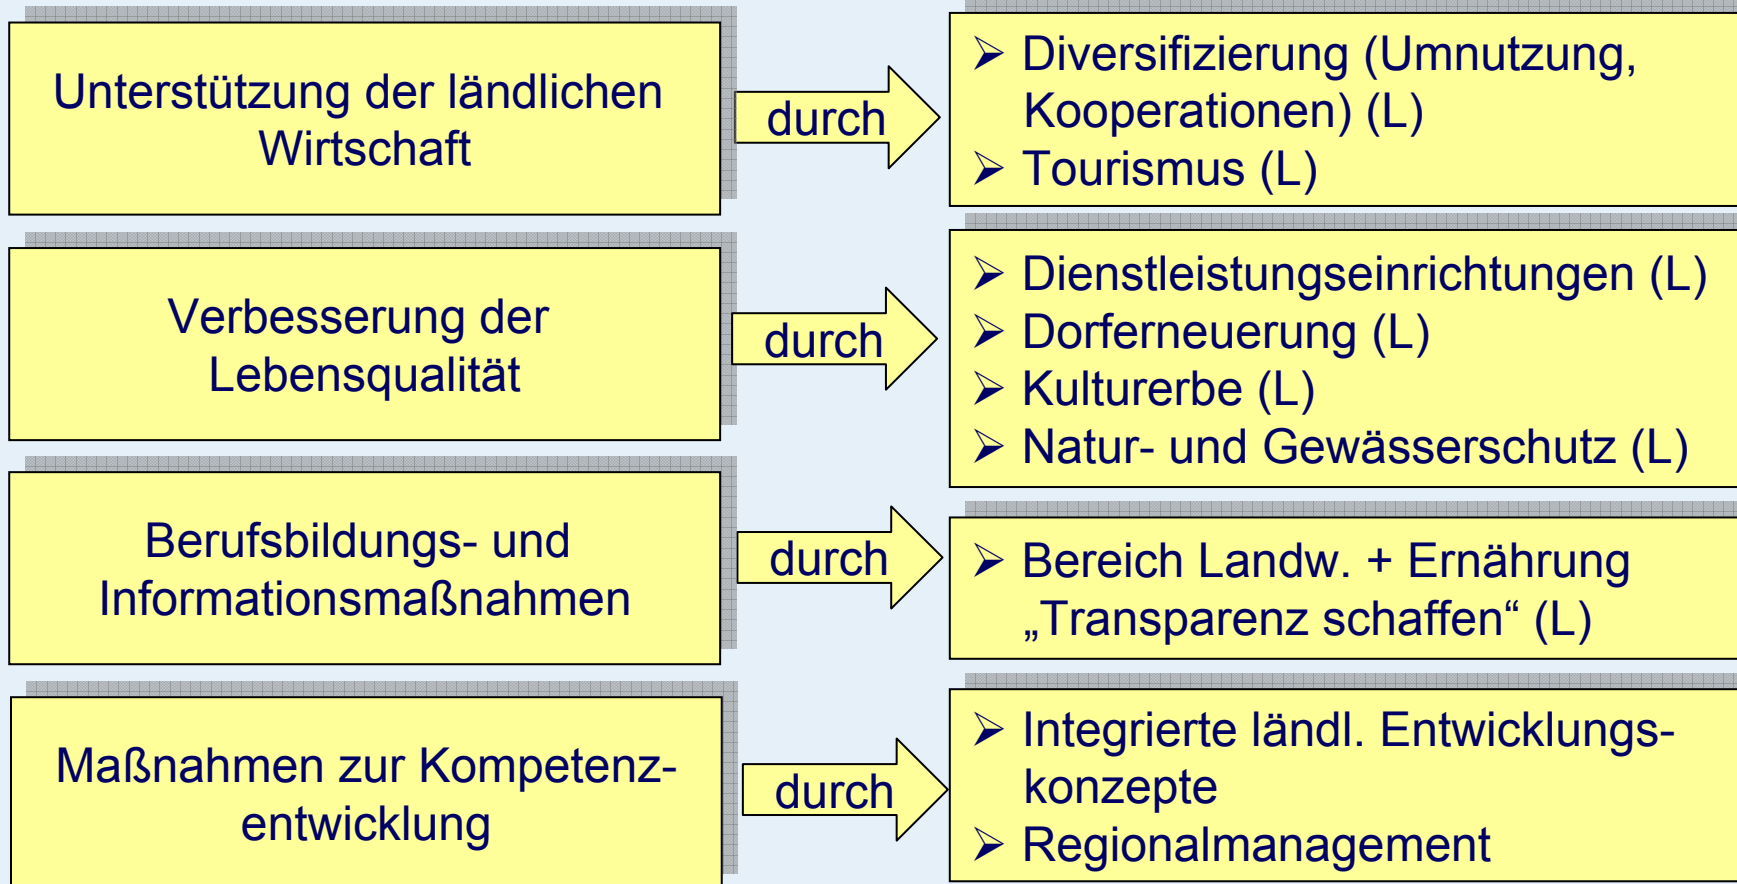 Unterstützung der ländlichen
Wirtschaft
durch
➢ Diversifizierung (Umnutzung,
Kooperationen) (L)
➢ Tourismus (L)
Verbesserung der
Lebensqualität
durch
➢ Dienstleistungseinrichtungen (L)
➢ Dorferneuerung (L)
➢ Kulturerbe (L)
➢ Natur- und Gewässerschutz (L)
Berufsbildungs- und
Informationsmaßnahmen
durch
➢ Bereich Landw. + Ernährung
„Transparenz schaffen“ (L)
Maßnahmen zur Kompetenz-
entwicklung
durch
➢ Integrierte ländl. Entwicklungs-
konzepte
➢ Regionalmanagement